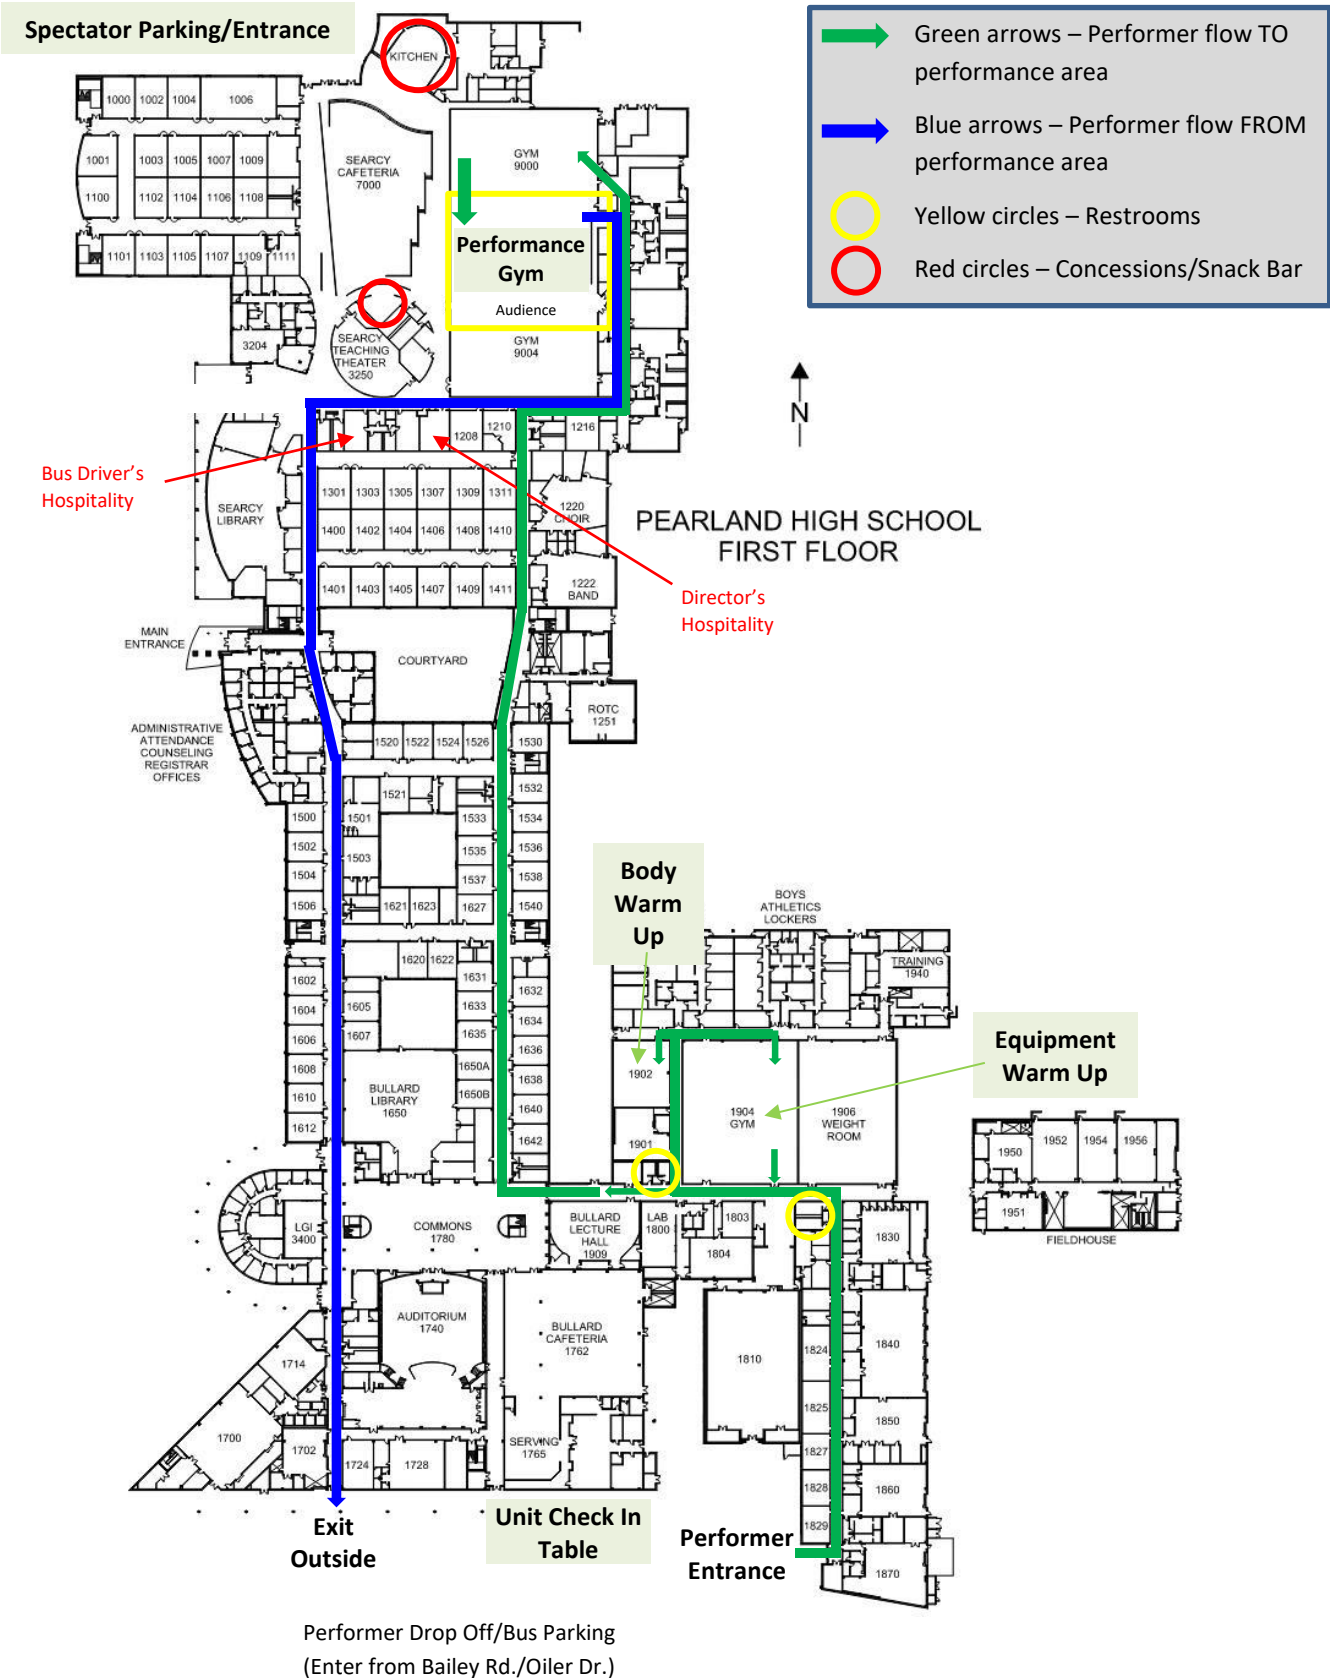 Spectator Parking/Entrance
Green arrows – Performer flow TO
performance area
Blue arrows – Performer flow FROM
performance area
Yellow circles – Restrooms
Red circles – Concessions/Snack Bar
KITCHEN
1000
1002
1004
1006
1001
1003
1005
1007
1009
1100
1102
1104
1106
1108
1101
1103
1105
1107
1109
1111
SEARCY
CAFETERIA
7000
GYM
9000
Performance
Gym
Audience
GYM
9004
3204
SEARCY
TEACHING
THEATER
3250
N
1208
1210
1216
Bus Driver’s
Hospitality
SEARCY
LIBRARY
1301
1303
1305
1307
1309
1311
1400
1402
1404
1406
1408
1410
1401
1403
1405
1407
1409
1411
1220
CHOIR
1222
BAND
PEARLAND HIGH SCHOOL
FIRST FLOOR
Director’s
Hospitality
MAIN
ENTRANCE
COURTYARD
ROTC
1251
ADMINISTRATIVE
ATTENDANCE
COUNSELING
REGISTRAR
OFFICES
1520
1522
1524
1526
1530
1521
1532
1500
1501
1533
1534
1502
1503
1535
1536
1504
1537
1538
1506
1621
1623
1627
1540
Body
Warm
Up
BOYS
ATHLETICS
LOCKERS
TRAINING
1940
1620
1622
1602
1631
1632
1604
1605
1633
1634
1606
1607
1635
1636
1608
1650A
1638
1610
BULLARD
LIBRARY
1650
1650B
1640
1612
1642
Equipment
Warm Up
1902
1904
GYM
1906
WEIGHT
ROOM
1901
1950
1952
1954
1956
1951
FIELDHOUSE
LGI
3400
COMMONS
1780
BULLARD
LECTURE
HALL
1909
LAB
1800
1803
1804
1830
AUDITORIUM
1740
BULLARD
CAFETERIA
1762
1810
1824
1840
1714
1825
1850
1700
1702
1724
1728
SERVING
1765
1827
1828
1860
1829
1870
Exit
Outside
Unit Check In
Table
Performer
Entrance
Performer Drop Off/Bus Parking
(Enter from Bailey Rd./Oiler Dr.)